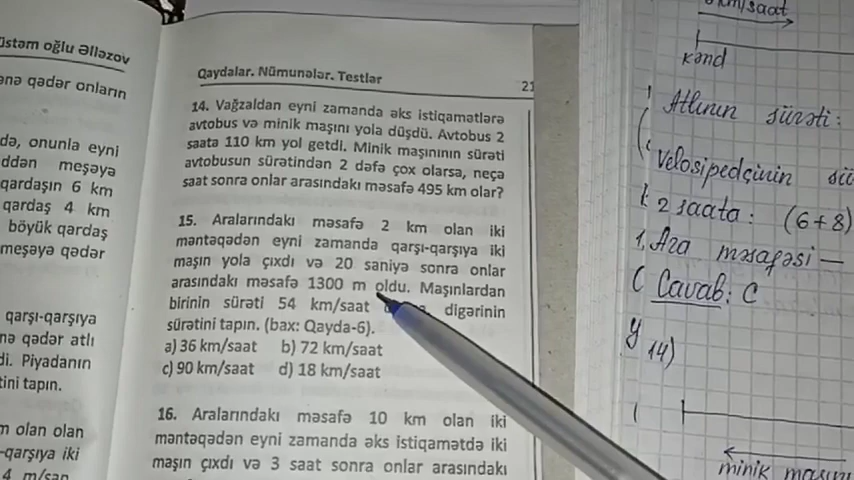 üstəm oğlu Əlləzov
ənə qədər onların
də, onunla eyni
ddən meşəyə
qardaşın 6 km
qardaş 4 km
böyük qardaş
meşəyə qədər
qarşı-qarşıya
nə qədər atlı
di. Piyadanın
tini tapın.
m olan olan
-qarşıya iki
4 m/san
Qaydalar. Nümunələr. Testlər
21
14. Vağzaldan eyni zamanda əks istiqamətlərə
avtobus və minik maşını yola düşdü. Avtobus 2
saata 110 km yol getdi. Minik maşınının sürəti
avtobusun sürətindən 2 dəfə çox olarsa, neçə
saat sonra onlar arasındakı məsafə 495 km olar?
15. Aralarındakı məsafə 2 km olan iki
məntəqədən eyni zamanda qarşı-qarşıya iki
maşın yola çıxdı və 20 saniyə sonra onlar
arasındakı məsafə 1300 m oldu. Maşınlardan
birinin sürəti 54 km/saat digərinin
sürətini tapın. (bax: Qayda-6).
a) 36 km/saat b) 72 km/saat
c) 90 km/saat d) 18 km/saat
16. Aralarındakı məsafə 10 km olan iki
məntəqədən eyni zamanda əks istiqamətdə iki
maşın çıxdı və 3 saat sonra onlar arasındakı
km/saat
kənd
Atlının sürəti:
Velosipedçinin sü
2 saata: (6+8)
Ara məsafəsi —
Cavab: C
14)
minik maşını